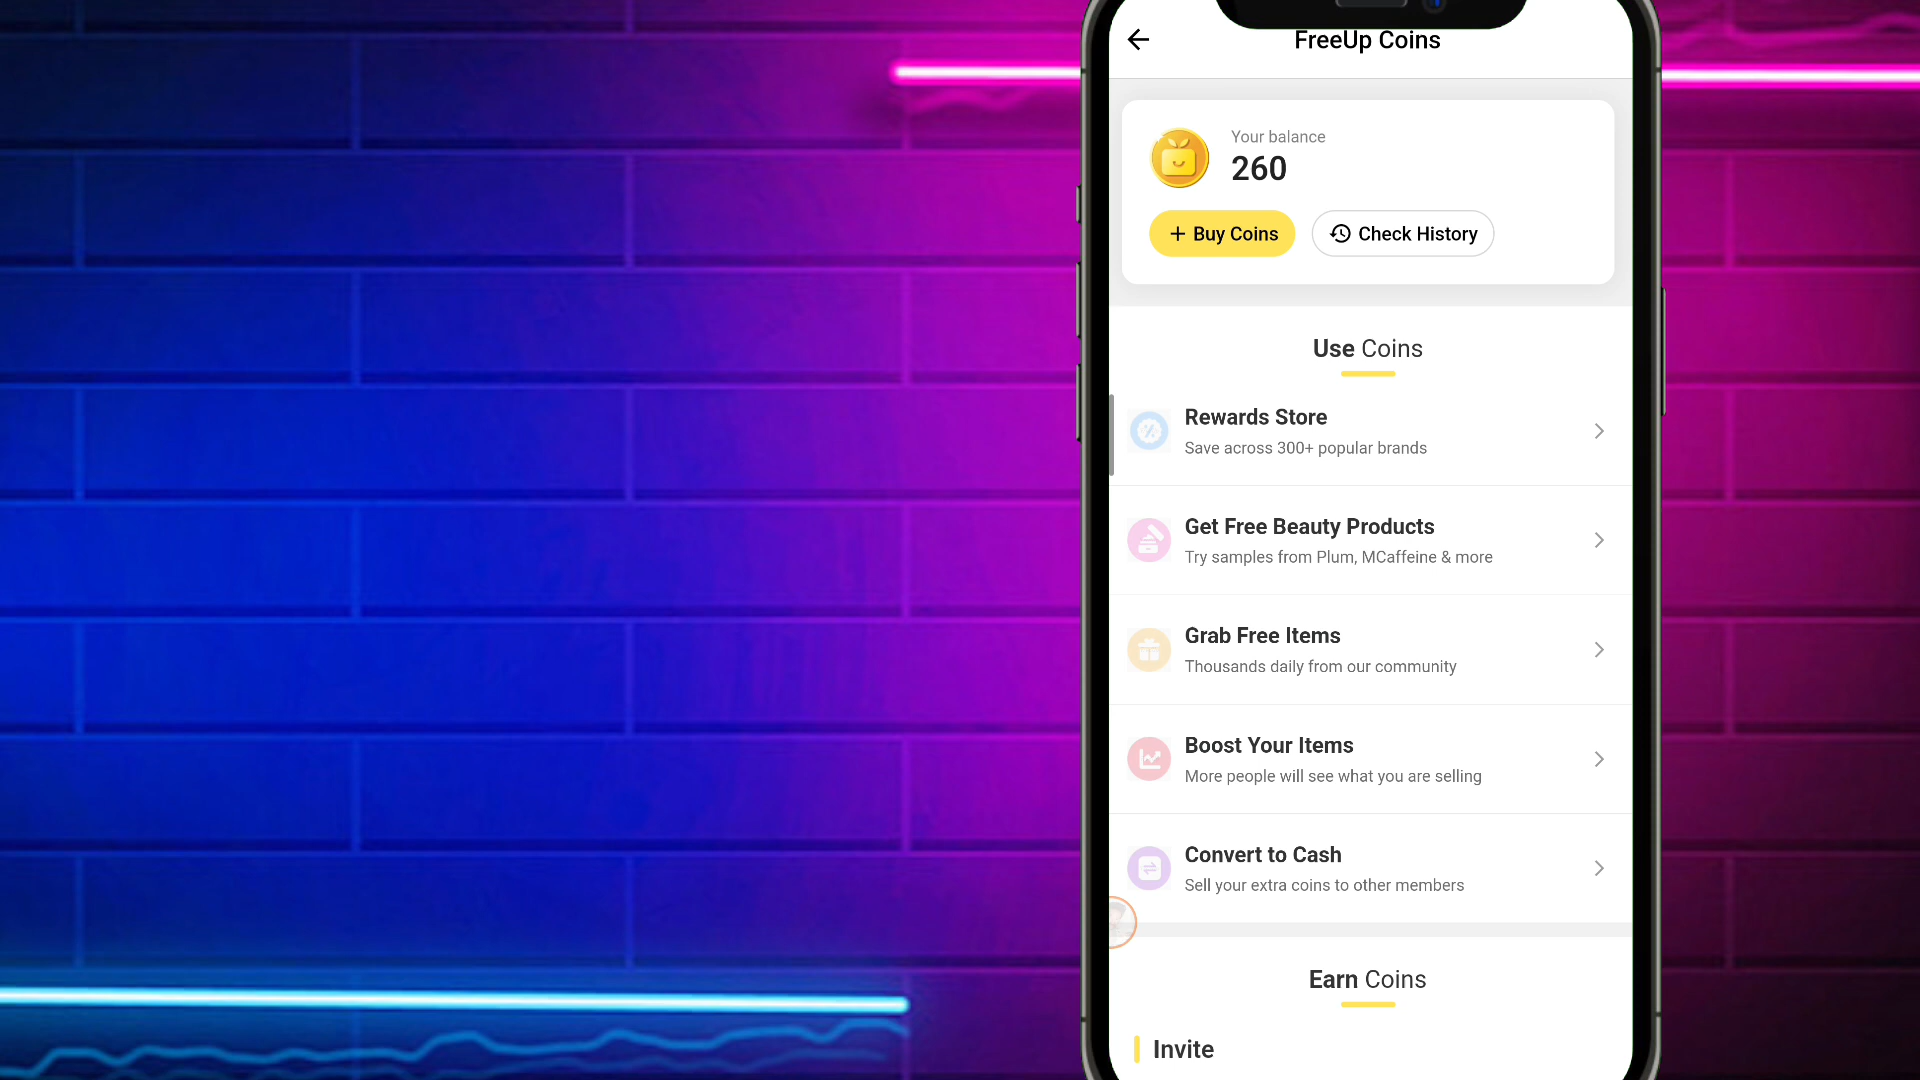 FreeUp Coins
Your balance
260
+ Buy Coins
Check History
Use Coins
Rewards Store
Save across 300+ popular brands
Get Free Beauty Products
Try samples from Plum, MCaffeine & more
Grab Free Items
Thousands daily from our community
Boost Your Items
More people will see what you are selling
Convert to Cash
Sell your extra coins to other members
Earn Coins
Invite